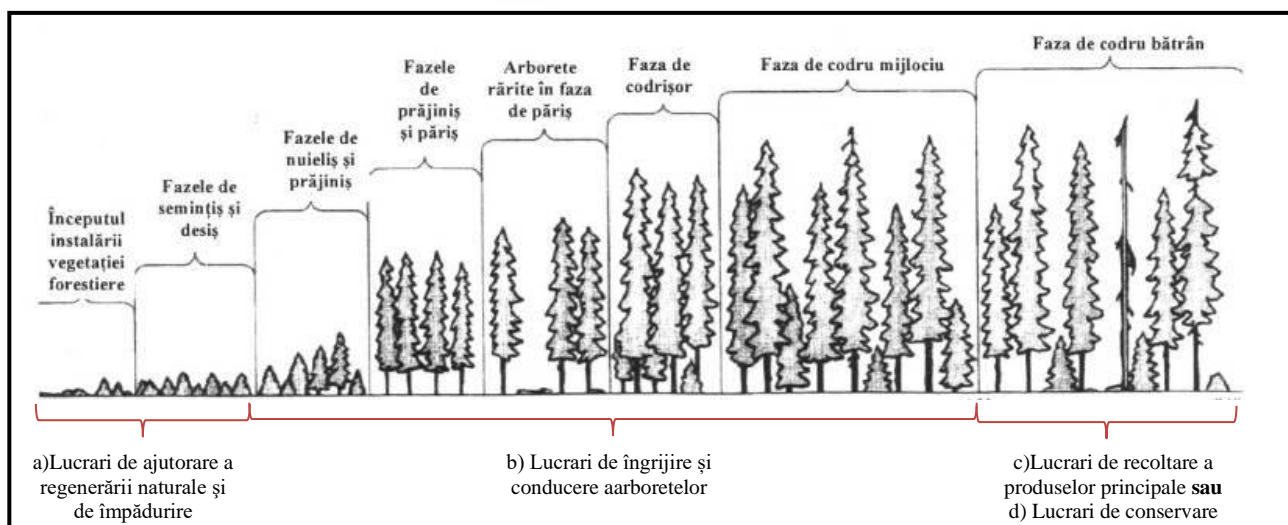 Începutul
instalării
vegetației
forestiere
Fazele de
semințiș și
desiș
Fazele de
nuieliș și
prăjiniș
Fazele
de
prăjiniș
și păriș
Arborete
rărite în faza
de păriș
Faza de
codrișor
Faza de codru mijlociu
Faza de codru bătrân
a)Lucrari de ajutorare a
regenerării naturale și
de împădurire
b) Lucrari de îngrijire și
conducere aarboretelor
c)Lucrari de recoltare a
produselor principale sau
d) Lucrari de conservare